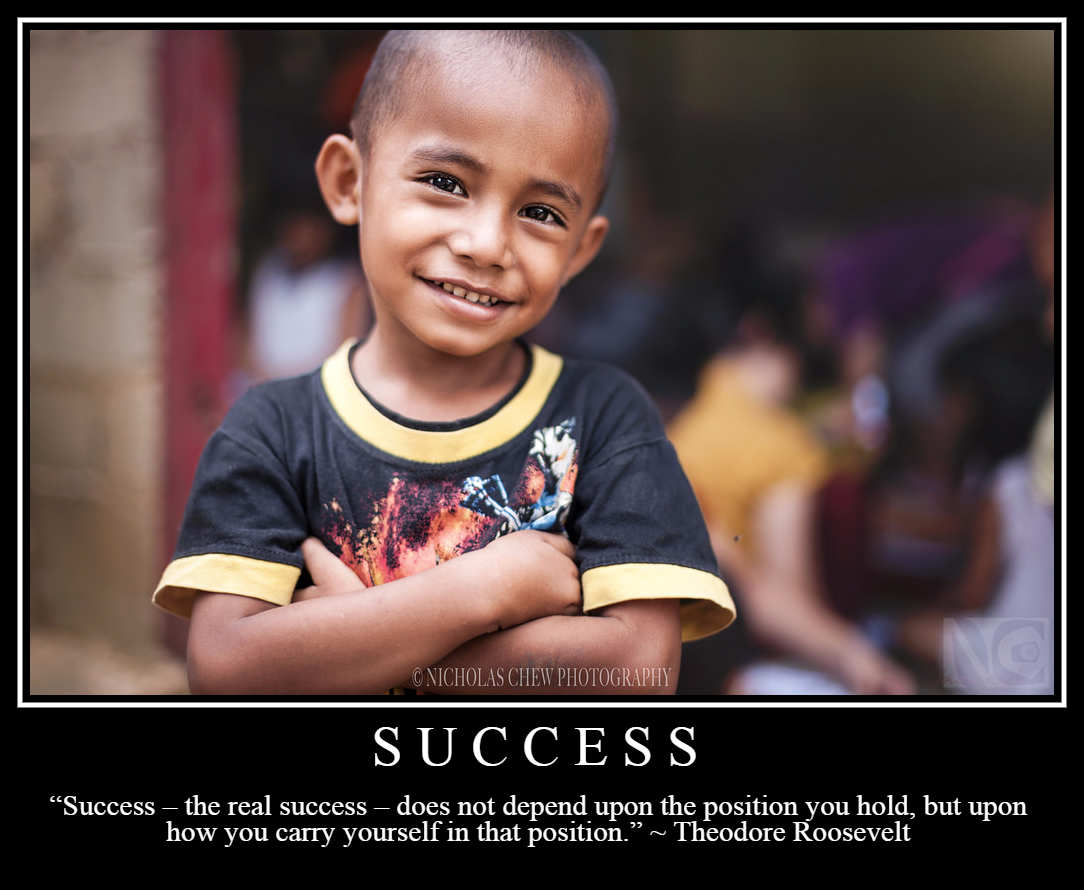 © NICHOLAS CHEW PHOTOGRAPHY
NC
SUCCESS
“Success – the real success – does not depend upon the position you hold, but upon
how you carry yourself in that position.” ~ Theodore Roosevelt